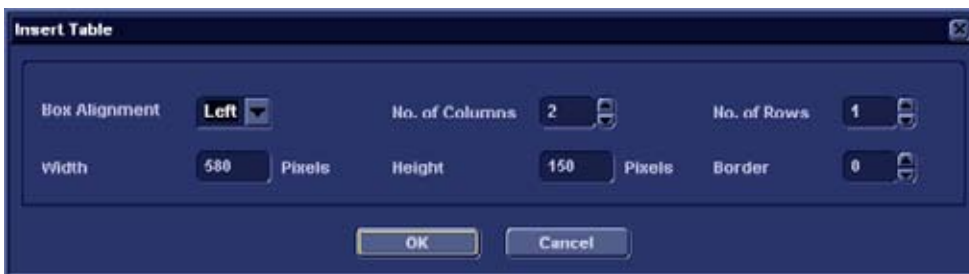 Insert Table
Box Alignment Left No. of Columns 2 No. of Rows 1
Width 580 Pixels Height 150 Pixels Border 0
OK Cancel